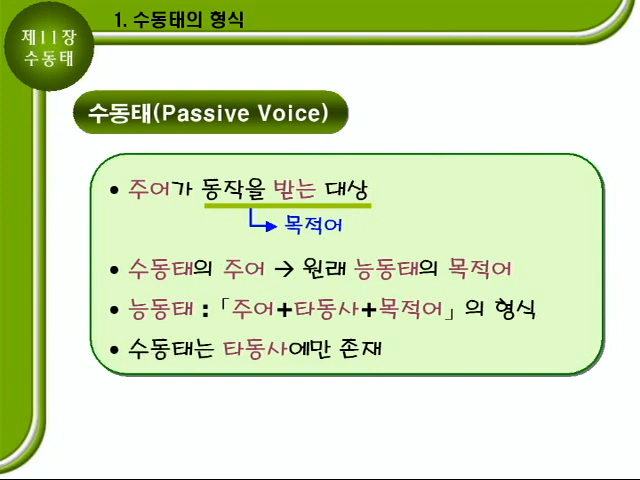 1. 수동태의 형식
제11장
수동태
수동태(Passive Voice)
• 주어가 동작을 받는 대상
목적어
• 수동태의 주어 → 원래 능동태의 목적어
• 능동태 : 「주어+타동사+목적어」의 형식
• 수동태는 타동사에만 존재